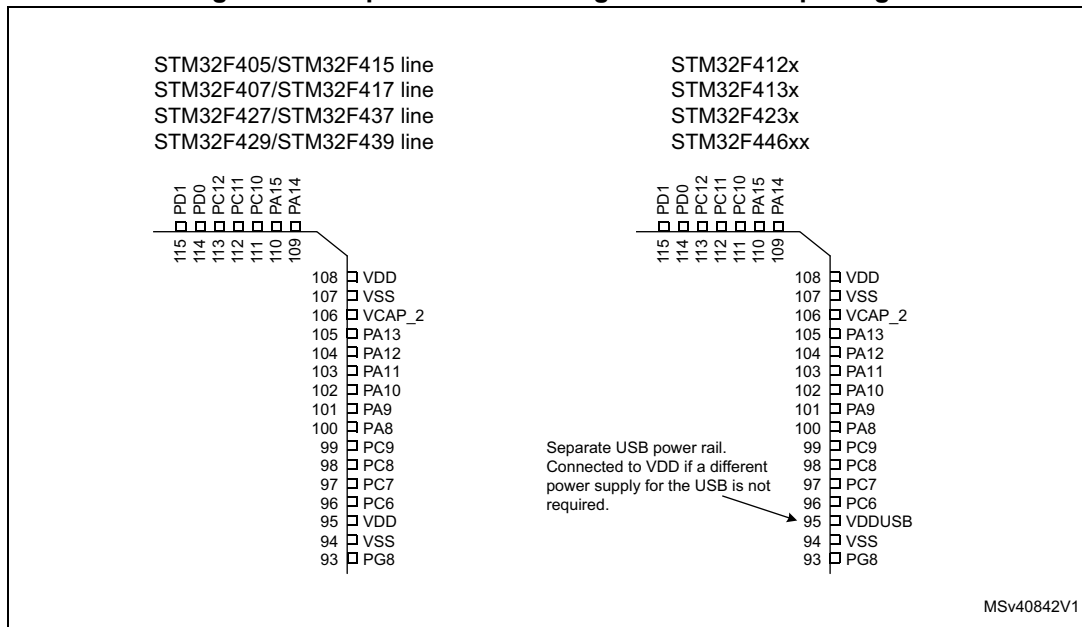 STM32F405/STM32F415 line
STM32F407/STM32F417 line
STM32F427/STM32F437 line
STM32F429/STM32F439 line
PD1
PD0
PC12
PC11
PC10
PA15
PA14
115
114
113
112
111
110
109
108 VDD
107 VSS
106 VCAP_2
105 PA13
104 PA12
103 PA11
102 PA10
101 PA9
100 PA8
99 PC9
98 PC8
97 PC7
96 PC6
95 VDD
94 VSS
93 PG8
STM32F412x
STM32F413x
STM32F423x
STM32F446xx
PD1
PD0
PC12
PC11
PC10
PA15
PA14
115
114
113
112
111
110
109
108 VDD
107 VSS
106 VCAP_2
105 PA13
104 PA12
103 PA11
102 PA10
101 PA9
100 PA8
99 PC9
98 PC8
97 PC7
96 PC6
95 VDDUSB
94 VSS
93 PG8
Separate USB power rail.
Connected to VDD if a different
power supply for the USB is not
required.
MSv40842V1